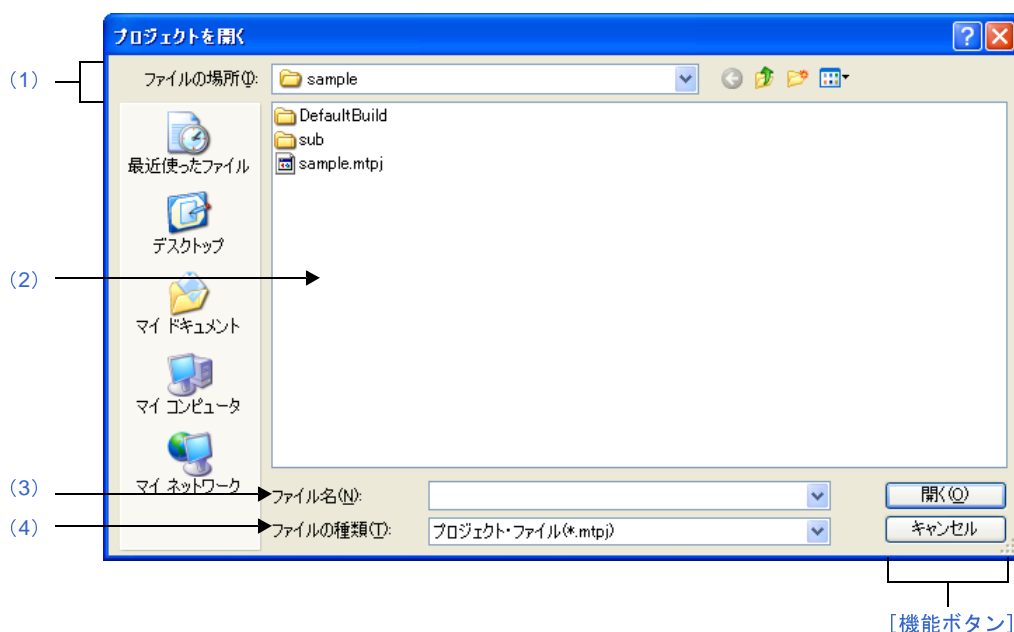 プロジェクトを開く
(1)
ファイルの場所(I):
sample
DefaultBuild
sub
sample.mtpj
最近使ったファイル
デスクトップ
(2)
マイ ドキュメント
マイ コンピュータ
マイ ネットワーク
(3)
ファイル名(N):
開く(O)
(4)
ファイルの種類(T):
プロジェクト・ファイル(*.mtpj)
キャンセル
[機能ボタン]